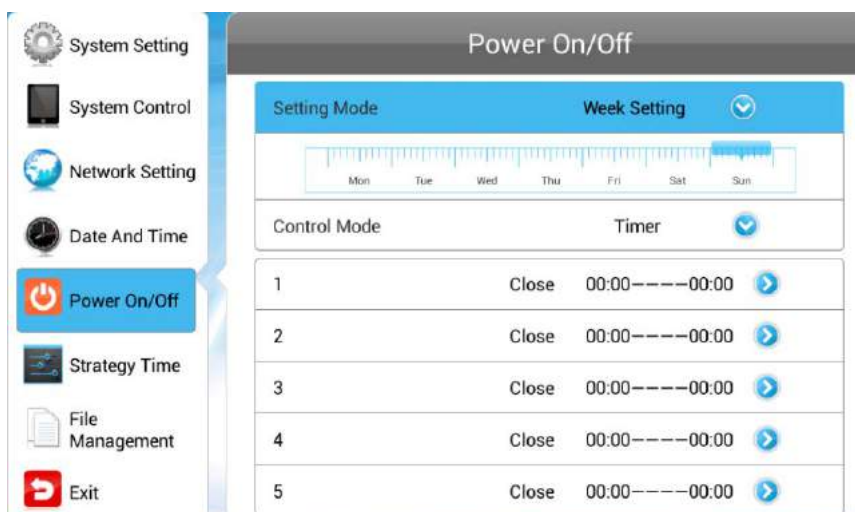 System Setting
System Control
Network Setting
Date And Time
Power On/Off
Strategy Time
File
Management
Exit
Power On/Off
Setting Mode Week Setting
Mon Tue Wed Thu Fri Sat Sun
Control Mode Timer
1 Close 00:00-----00:00
2 Close 00:00-----00:00
3 Close 00:00-----00:00
4 Close 00:00-----00:00
5 Close 00:00-----00:00